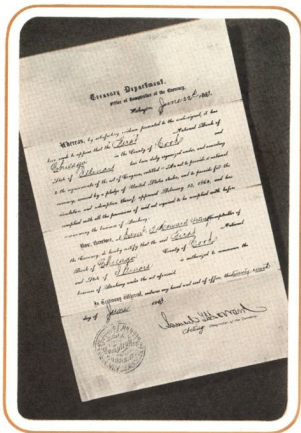 Treasury Department,
Office of Comptroller of the Currency,
Washington June 22nd 1863
Whereas, by satisfactory evidence presented to the undersigned, it has
been made to appear that the First National Bank of
Chicago in the County of Cook and
State of Illinois has been duly organized under and according
to the requirements of the act of Congress, entitled "An act to provide a national
currency, secured by a pledge of United States stocks, and to provide for the
circulation and redemption thereof," approved February 25, 1863, and has
complied with all the provisions of said act required to be complied with before
commencing the business of Banking
Now, Therefore, I Samuel T. Howard Acting Comptroller of
the Currency do hereby certify that the said First National
Bank of Chicago County of Cook
and State of Illinois is authorized to commence the
business of Banking under the act aforesaid.
In Testimony Whereof, witness my hand and seal of office this twenty second
day of June 1863
Samuel T. Howard
Acting Comptroller of the Currency